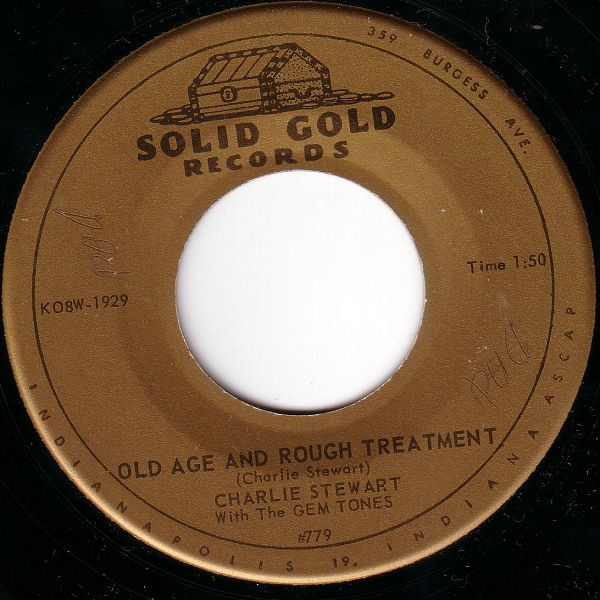 359 BURGESS AVE.
SOLID GOLD
RECORDS
KO8W-1929
Time 1:50
OLD AGE AND ROUGH TREATMENT
(Charlie Stewart)
CHARLIE STEWART
With The GEM TONES
#779
INDIANAPOLIS 19, INDIANA ASCAP